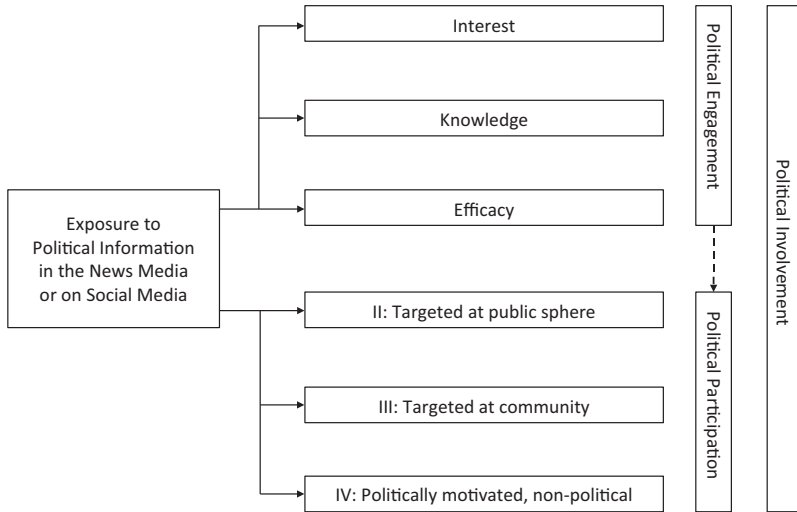 Interest
Knowledge
Efficacy
Exposure to
Political Information
in the News Media
or on Social Media
II: Targeted at public sphere
III: Targeted at community
IV: Politically motivated, non-political
Political Engagement
Political Participation
Political Involvement